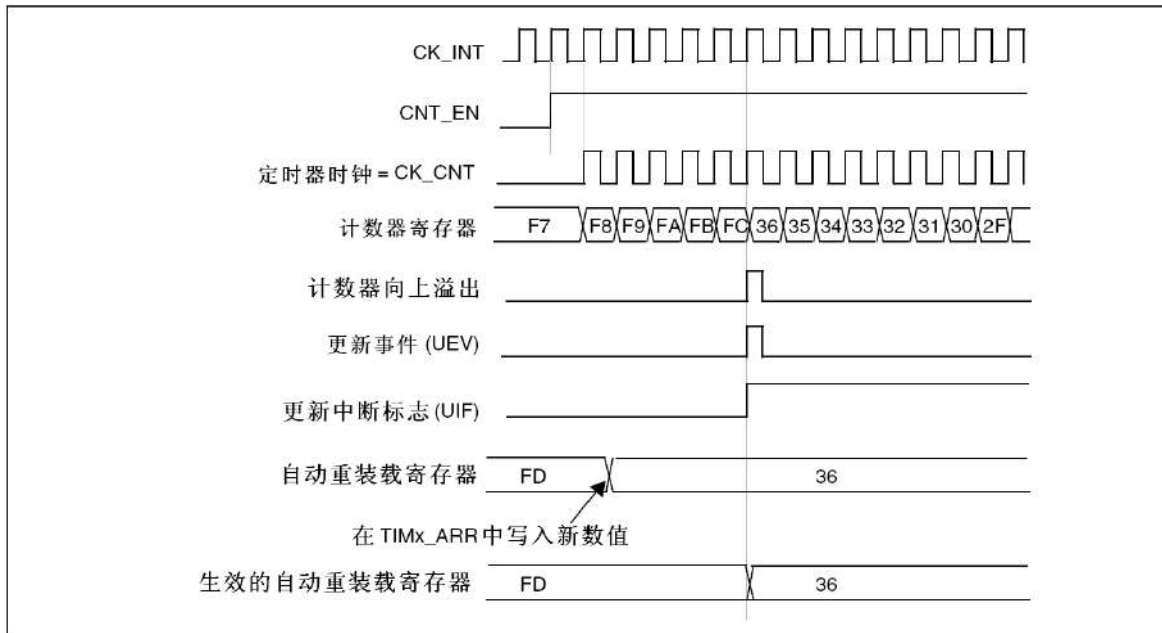 CK_INT
CNT_EN
定时器时钟 = CK_CNT
计数器寄存器 F7 F8 F9 FA FB FC 36 35 34 33 32 31 30 2F
计数器向上溢出
更新事件 (UEV)
更新中断标志 (UIF)
自动重装载寄存器 FD 36
在 TIMx_ARR 中写入新数值
生效的自动重装载寄存器 FD 36